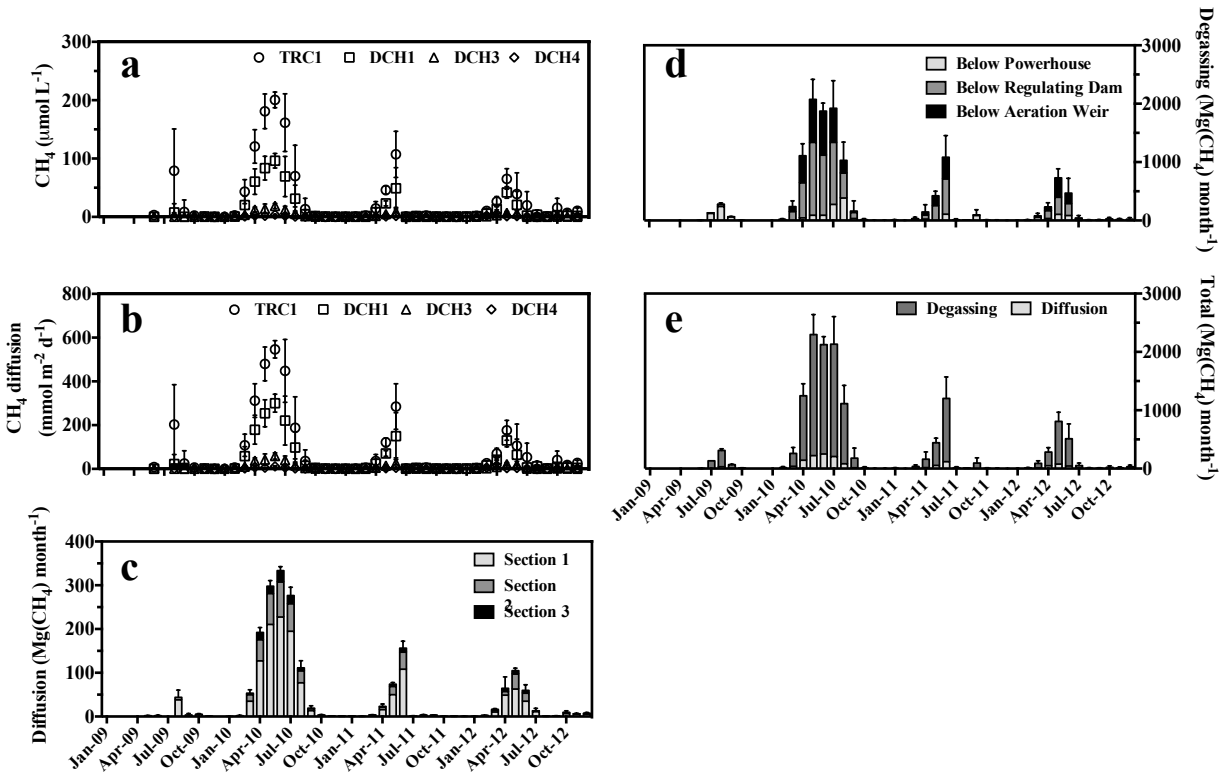 a
TRC1 DCH1 DCH3 DCH4
CH4 (µmol L-1)
300
200
100
0
b
TRC1 DCH1 DCH3 DCH4
CH4 diffusion
(mmol m-2 d-1)
800
600
400
200
0
c
Section 1
Section
2
Section 3
Diffusion (Mg(CH4) month-1)
400
300
200
100
0
Jan-09
Apr-09
Jul-09
Oct-09
Jan-10
Apr-10
Jul-10
Oct-10
Jan-11
Apr-11
Jul-11
Oct-11
Jan-12
Apr-12
Jul-12
Oct-12
d
Below Powerhouse
Below Regulating Dam
Below Aeration Weir
Degassing (Mg(CH4) month-1)
3000
2000
1000
0
e
Degassing Diffusion
Total (Mg(CH4) month-1)
3000
2000
1000
0
Jan-09
Apr-09
Jul-09
Oct-09
Jan-10
Apr-10
Jul-10
Oct-10
Jan-11
Apr-11
Jul-11
Oct-11
Jan-12
Apr-12
Jul-12
Oct-12